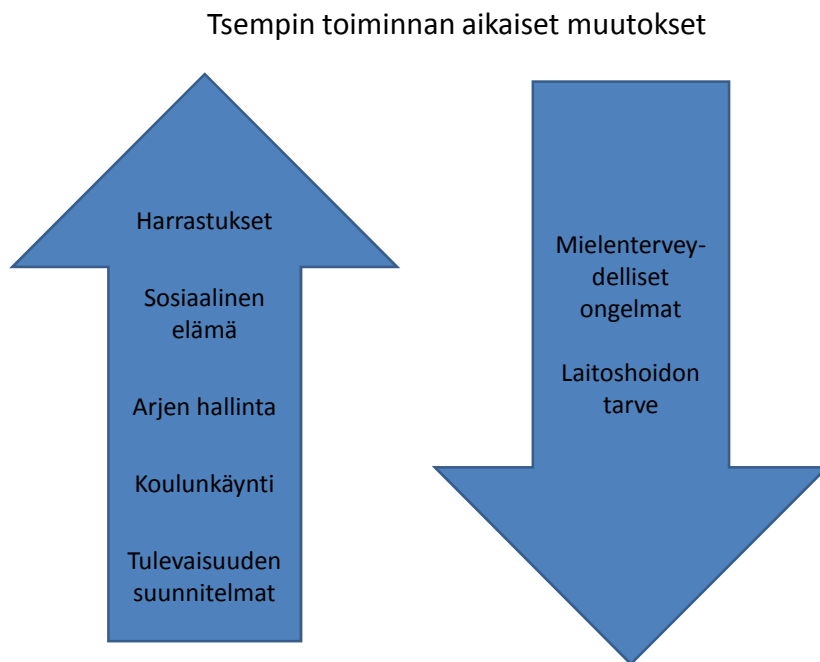 Tsempin toiminnan aikaiset muutokset
Harrastukset
Sosiaalinen
elämä
Arjen hallinta
Koulunkäynti
Tulevaisuuden
suunnitelmat
Mielentervey-
delliset
ongelmat
Laitoshoidon
tarve